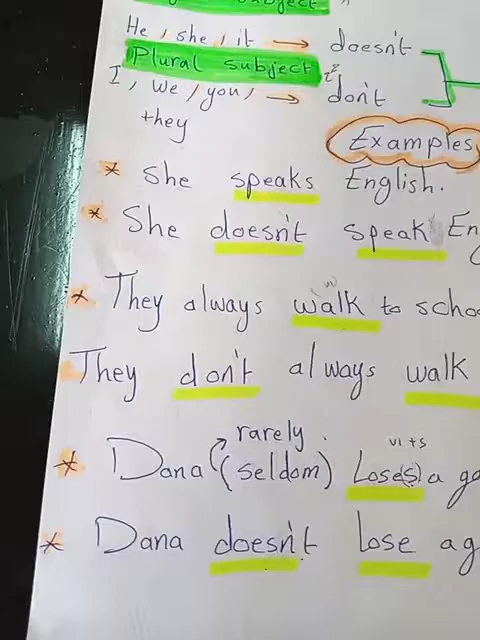 He, she, it → doesn't
Plural subject
I, we, you, → don't
they
Examples
* She speaks English.
* She doesn't speak
* They always walk to
They don't always walk
rarely. v1+s
* Dana (seldom) Loses(s) a
* Dana doesn't lose a